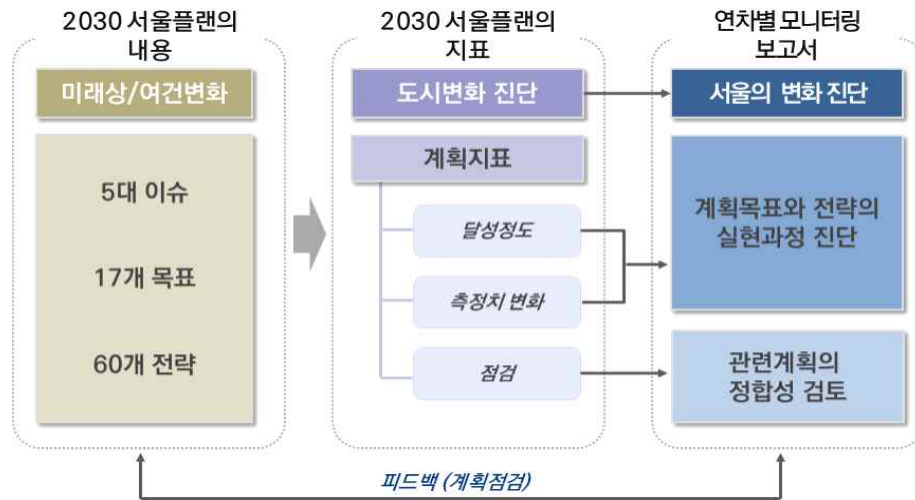 2030 서울플랜의
내용
미래상/여건변화
5대 이슈
17개 목표
60개 전략
2030 서울플랜의
지표
도시변화 진단
계획지표
달성정도
측정치 변화
점검
연차별 모니터링
보고서
서울의 변화 진단
계획목표와 전략의
실현과정 진단
관련계획의
정합성 검토
피드백 (계획점검)